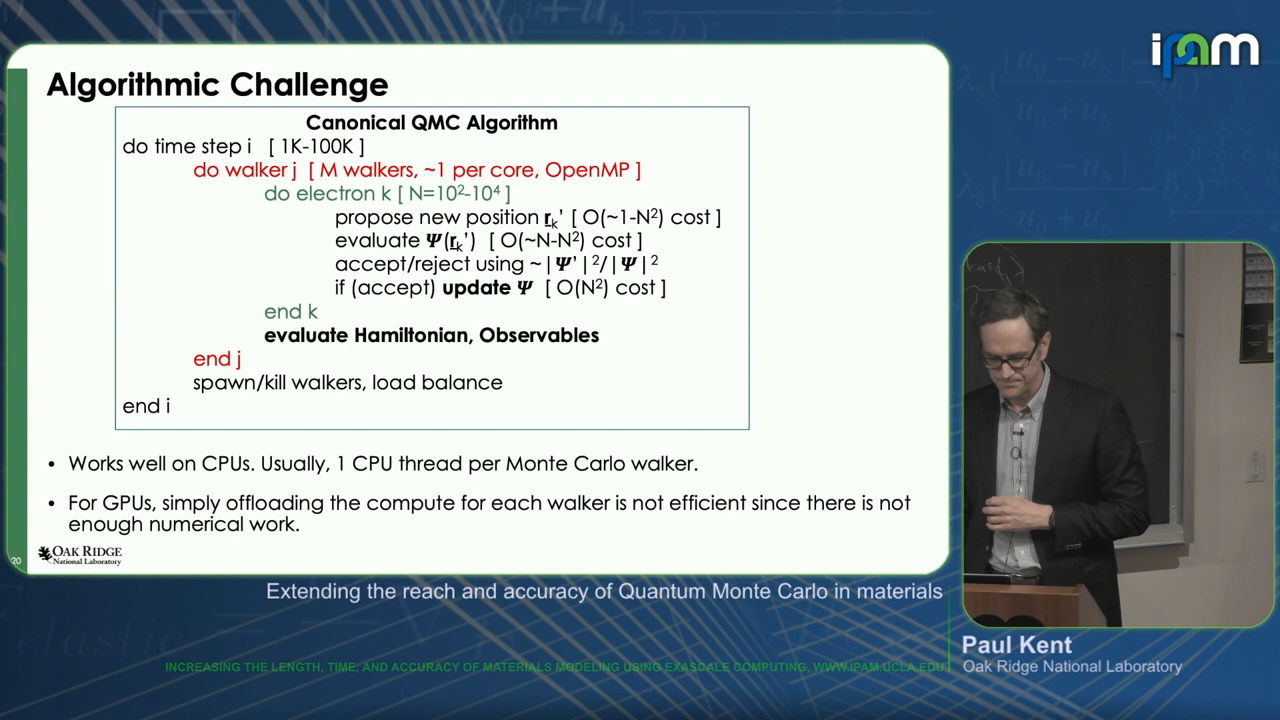 ipam
Algorithmic Challenge
Canonical QMC Algorithm
do time step i [ 1K-100K ]
do walker j [ M walkers, ~1 per core, OpenMP ]
do electron k [ N=10²-10⁴ ]
propose new position r_k’ [ O(~1-N²) cost ]
evaluate Ψ(r_k’) [ O(~N-N²) cost ]
accept/reject using ~|Ψ’|²/|Ψ|²
if (accept) update Ψ [ O(N²) cost ]
end k
evaluate Hamiltonian, Observables
end j
spawn/kill walkers, load balance
end i
• Works well on CPUs. Usually, 1 CPU thread per Monte Carlo walker.
• For GPUs, simply offloading the compute for each walker is not efficient since there is not
enough numerical work.
20
OAK RIDGE
National Laboratory
Extending the reach and accuracy of Quantum Monte Carlo in materials
Paul Kent
Oak Ridge National Laboratory
INCREASING THE LENGTH, TIME, AND ACCURACY OF MATERIALS MODELING USING EXASCALE COMPUTING, WWW.IPAM.UCLA.EDU
elastic